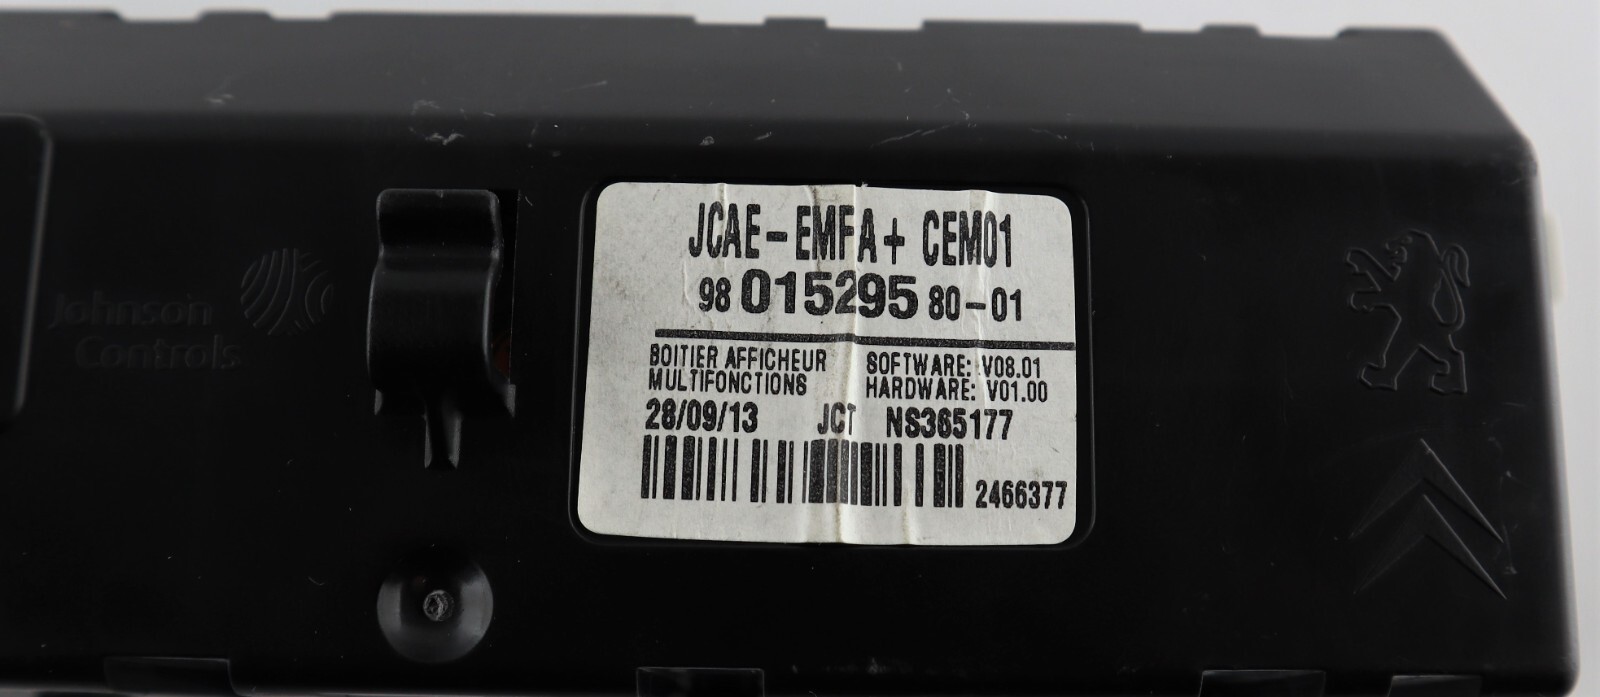 Johnson
Controls
JCAE-EMFA+ CEM01
98 015295 80-01
BOITIER AFFICHEUR
MULTIFONCTIONS
SOFTWARE: V08.01
HARDWARE: V01.00
28/09/13 JCT NS365177
2466377